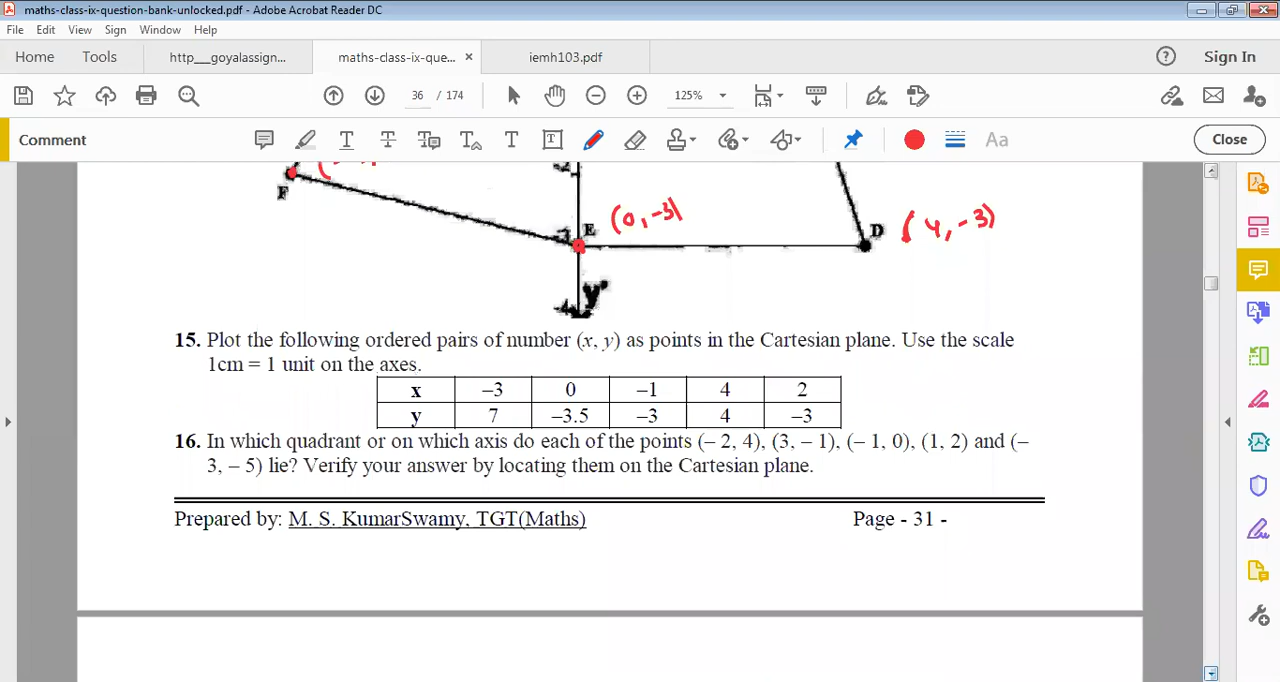 maths-class-ix-question-bank-unlocked.pdf - Adobe Acrobat Reader DC
File Edit View Sign Window Help
Home Tools http___goyalassign... maths-class-ix-que... × iemh103.pdf ? Sign In
36 / 174 125%
Comment T T T T T Aa Close
F
-2
E (0, -3)
-3
D (4, -3)
-4 y'
15. Plot the following ordered pairs of number (x, y) as points in the Cartesian plane. Use the scale
1cm = 1 unit on the axes.
x –3 0 –1 4 2
y 7 –3.5 –3 4 –3
16. In which quadrant or on which axis do each of the points (– 2, 4), (3, – 1), (– 1, 0), (1, 2) and (–
3, – 5) lie? Verify your answer by locating them on the Cartesian plane.
Prepared by: M. S. KumarSwamy, TGT(Maths) Page - 31 -